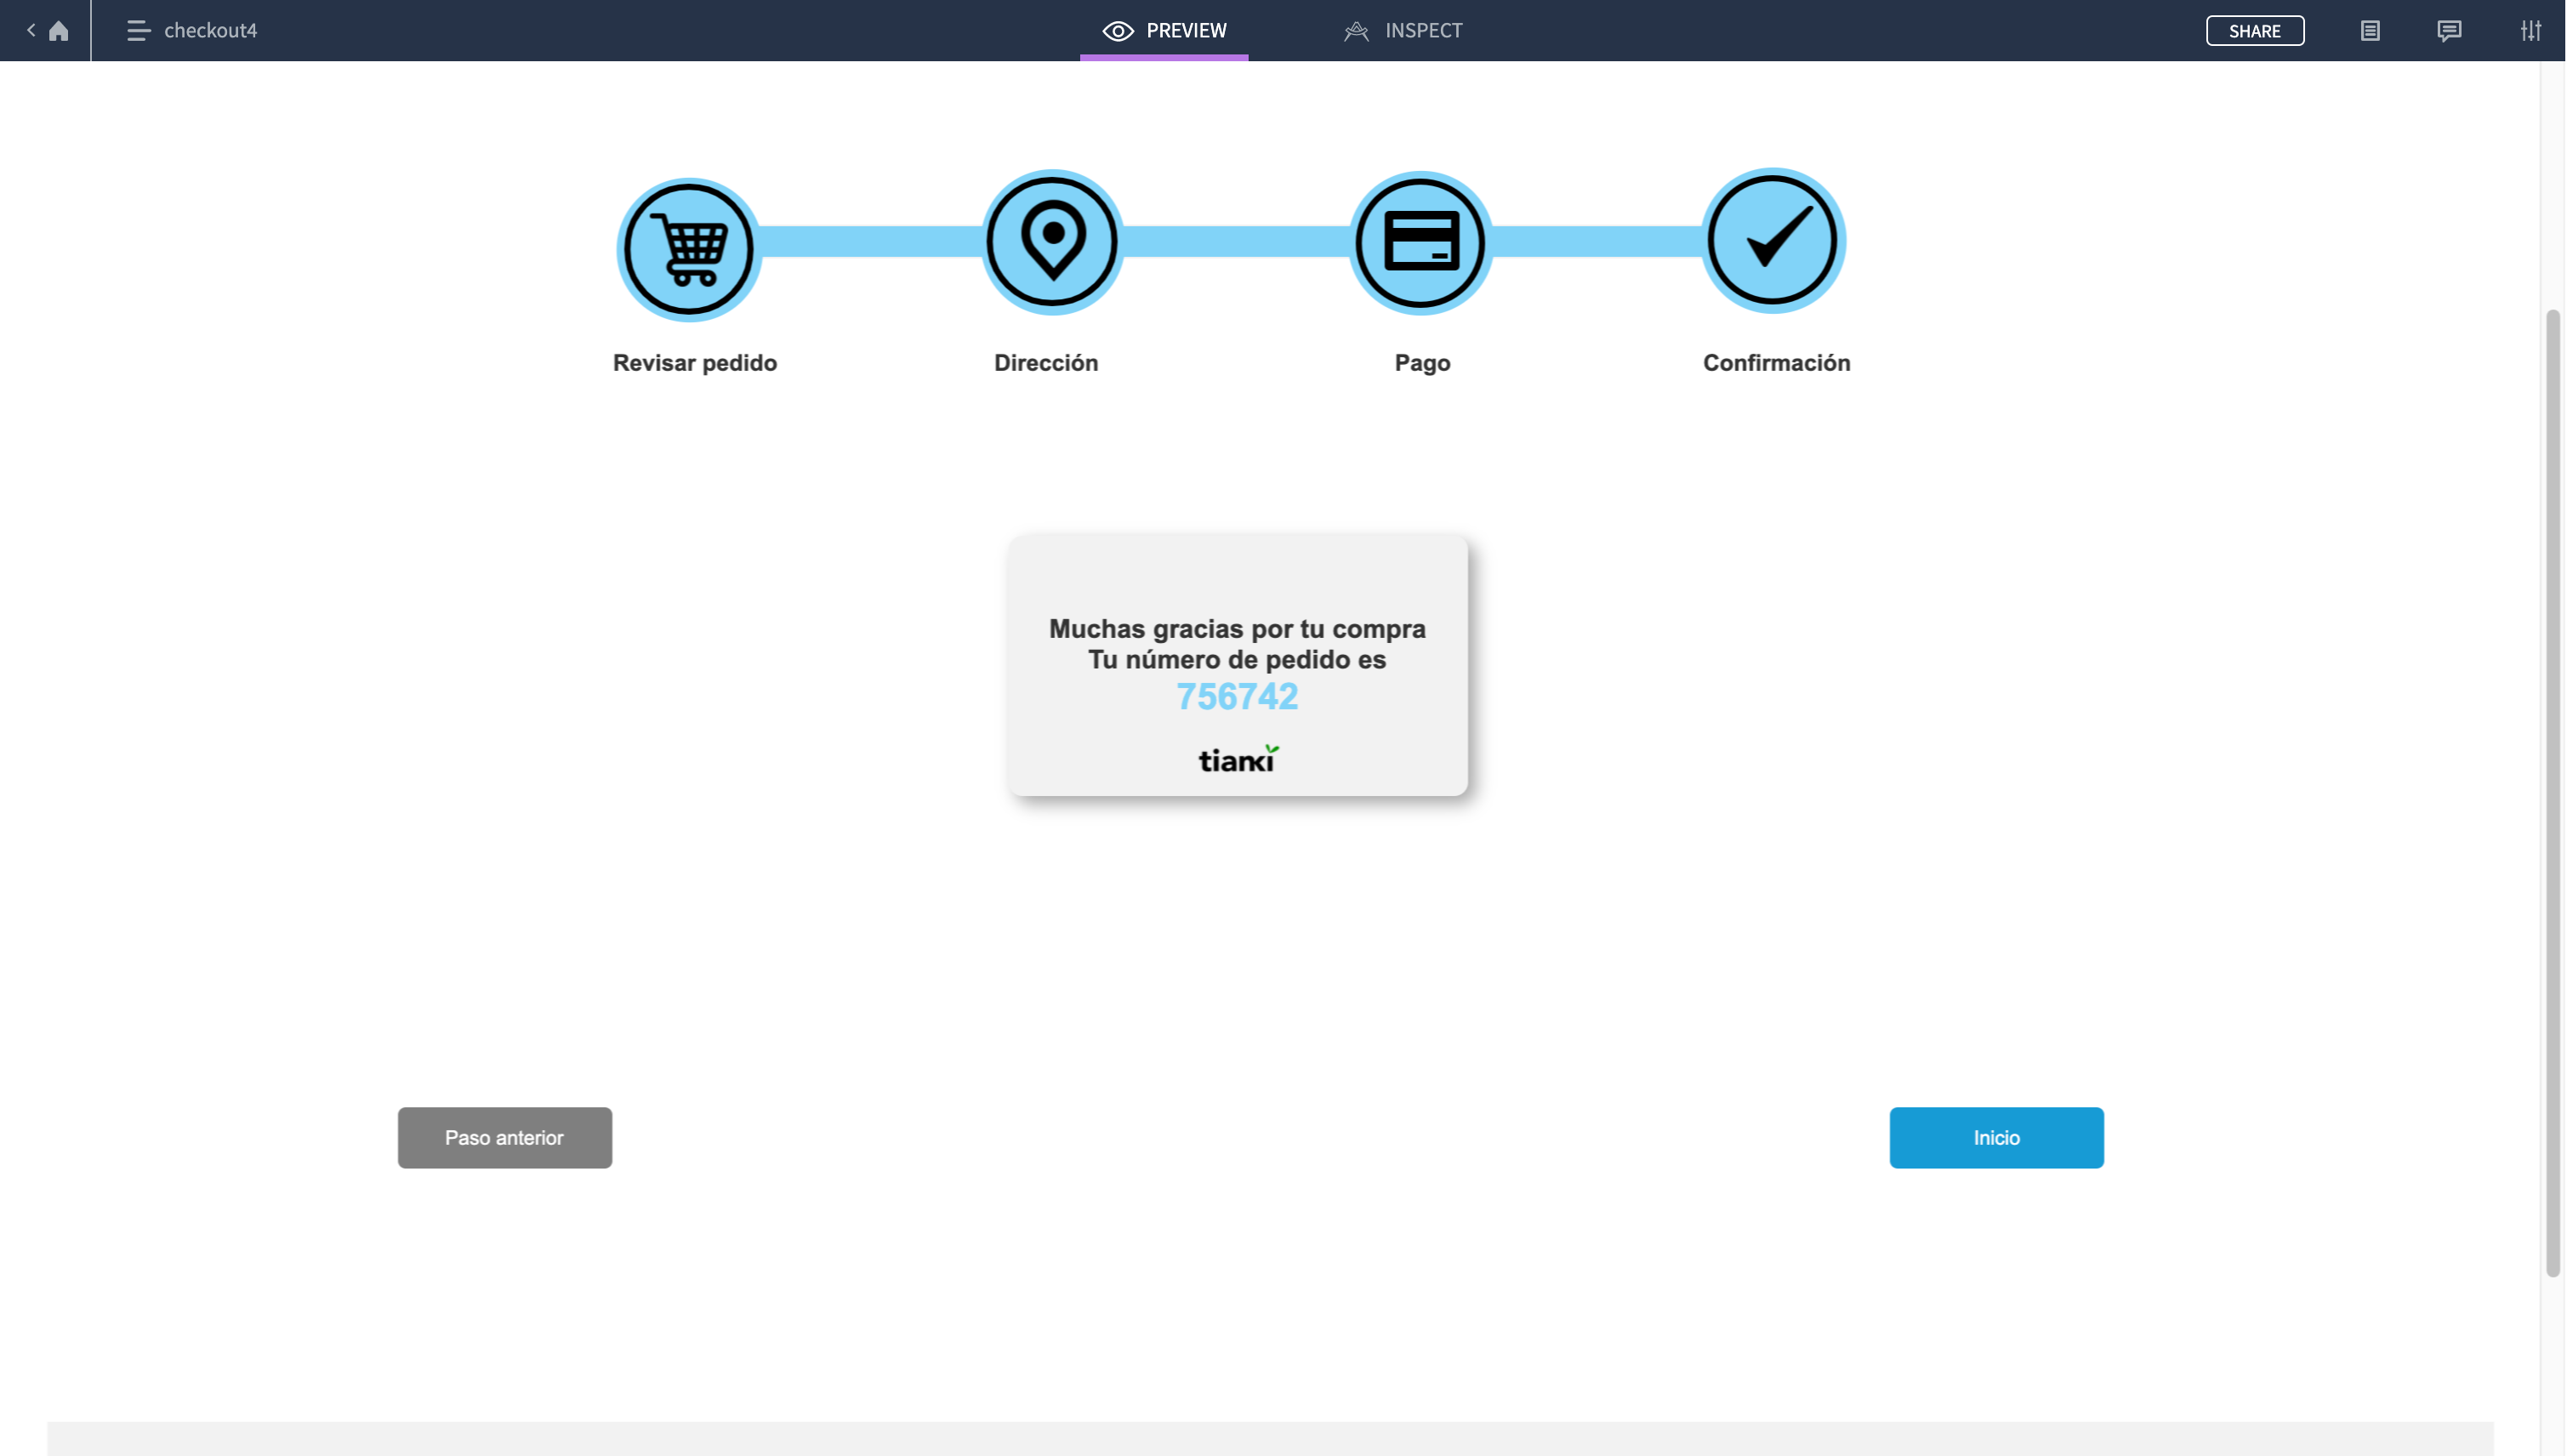 checkout4
PREVIEW
INSPECT
SHARE
Revisar pedido
Dirección
Pago
Confirmación
Muchas gracias por tu compra
Tu número de pedido es
756742
tianki
Paso anterior
Inicio